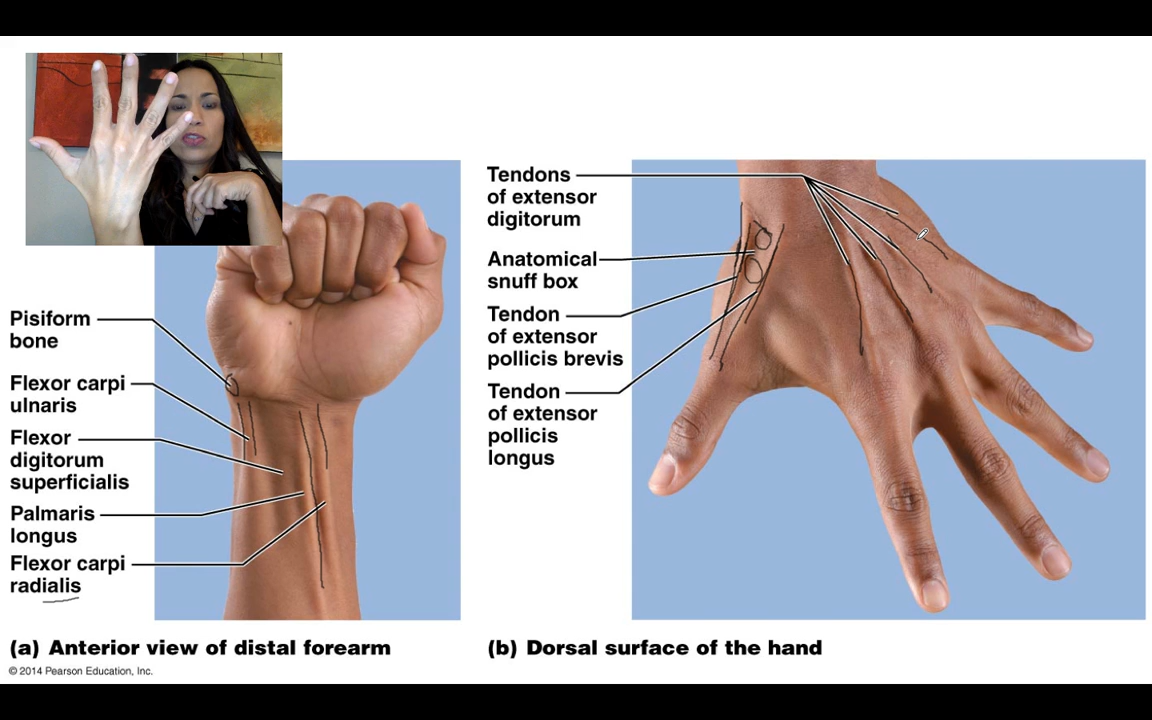 Pisiform
bone
Flexor carpi
ulnaris
Flexor
digitorum
superficialis
Palmaris
longus
Flexor carpi
radialis
(a) Anterior view of distal forearm
© 2014 Pearson Education, Inc.
Tendons
of extensor
digitorum
Anatomical
snuff box
Tendon
of extensor
pollicis brevis
Tendon
of extensor
pollicis
longus
(b) Dorsal surface of the hand